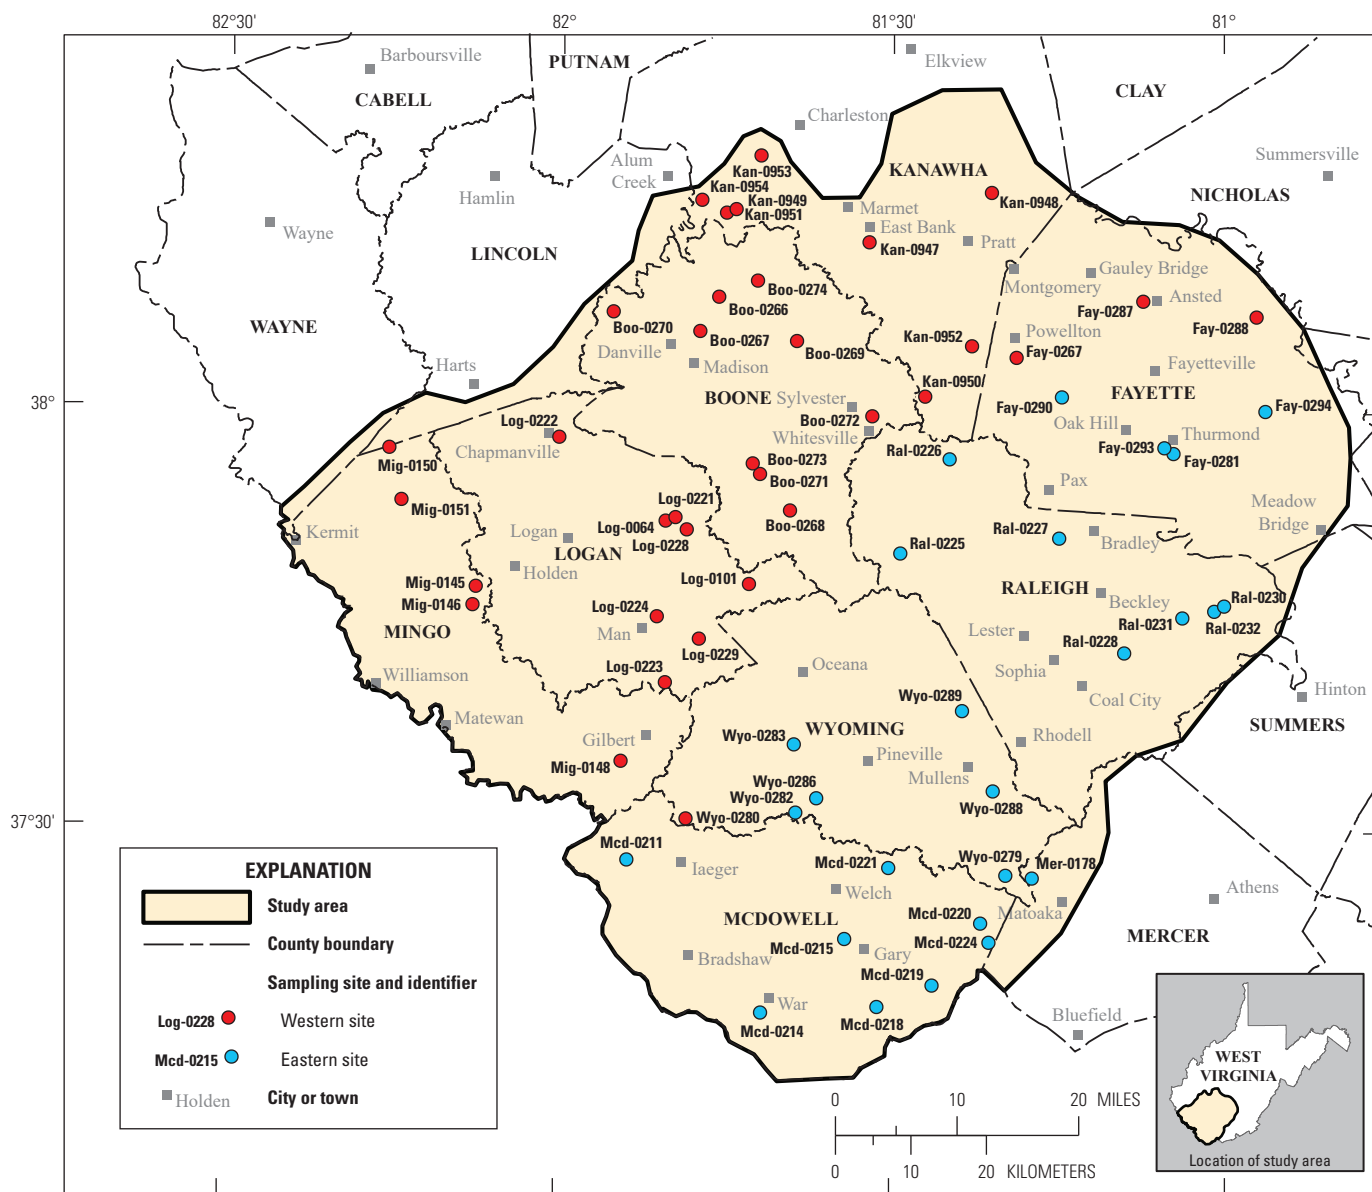 82°30'
82°
81°30'
81°
Barboursville
PUTNAM
Elkview
CABELL
CLAY
Charleston
Alum
Creek
Kan-0953
KANAWHA
Summersville
Hamlin
Kan-0954
Kan-0949
Kan-0951
Kan-0948
NICHOLAS
Marmet
East Bank
Wayne
LINCOLN
Kan-0947
Pratt
Gauley Bridge
Montgomery
Boo-0274
Boo-0266
Ansted
Fay-0287
WAYNE
Boo-0270
Boo-0267
Fay-0288
Powellton
Danville
Boo-0269
Kan-0952
Fay-0267
Harts
Madison
Fayetteville
38°
BOONE
Sylvester
Kan-0950
FAYETTE
Fay-0290
Fay-0294
Log-0222
Boo-0272
Oak Hill
Chapmanville
Whitesville
Thurmond
Mig-0150
Ral-0226
Fay-0293
Fay-0281
Boo-0273
Boo-0271
Pax
Mig-0151
Log-0221
Meadow
Bridge
Kermit
Log-0064
Boo-0268
Logan
Log-0228
Ral-0227
Bradley
LOGAN
Ral-0225
Holden
Mig-0145
Log-0101
RALEIGH
Mig-0146
Beckley
Ral-0230
Log-0224
Ral-0231
Ral-0232
MINGO
Man
Lester
Log-0229
Ral-0228
Log-0223
Oceana
Sophia
Williamson
Coal City
Hinton
Wyo-0289
SUMMERS
Matewan
WYOMING
Gilbert
Wyo-0283
Rhodell
Pineville
Mig-0148
Mullens
Wyo-0286
Wyo-0282
Wyo-0288
37°30'
Wyo-0280
Mcd-0211
Mcd-0221
Wyo-0279
Mer-0178
Iaeger
Welch
Athens
MCDOWELL
Mcd-0220
Matoaka
Mcd-0215
Mcd-0224
MERCER
Bradshaw
Gary
Mcd-0219
War
Mcd-0214
Mcd-0218
Bluefield
EXPLANATION
Study area
County boundary
Sampling site and identifier
Log-0228 Western site
Mcd-0215 Eastern site
Holden City or town
0 10 20 MILES
0 10 20 KILOMETERS
WEST
VIRGINIA
Location of study area